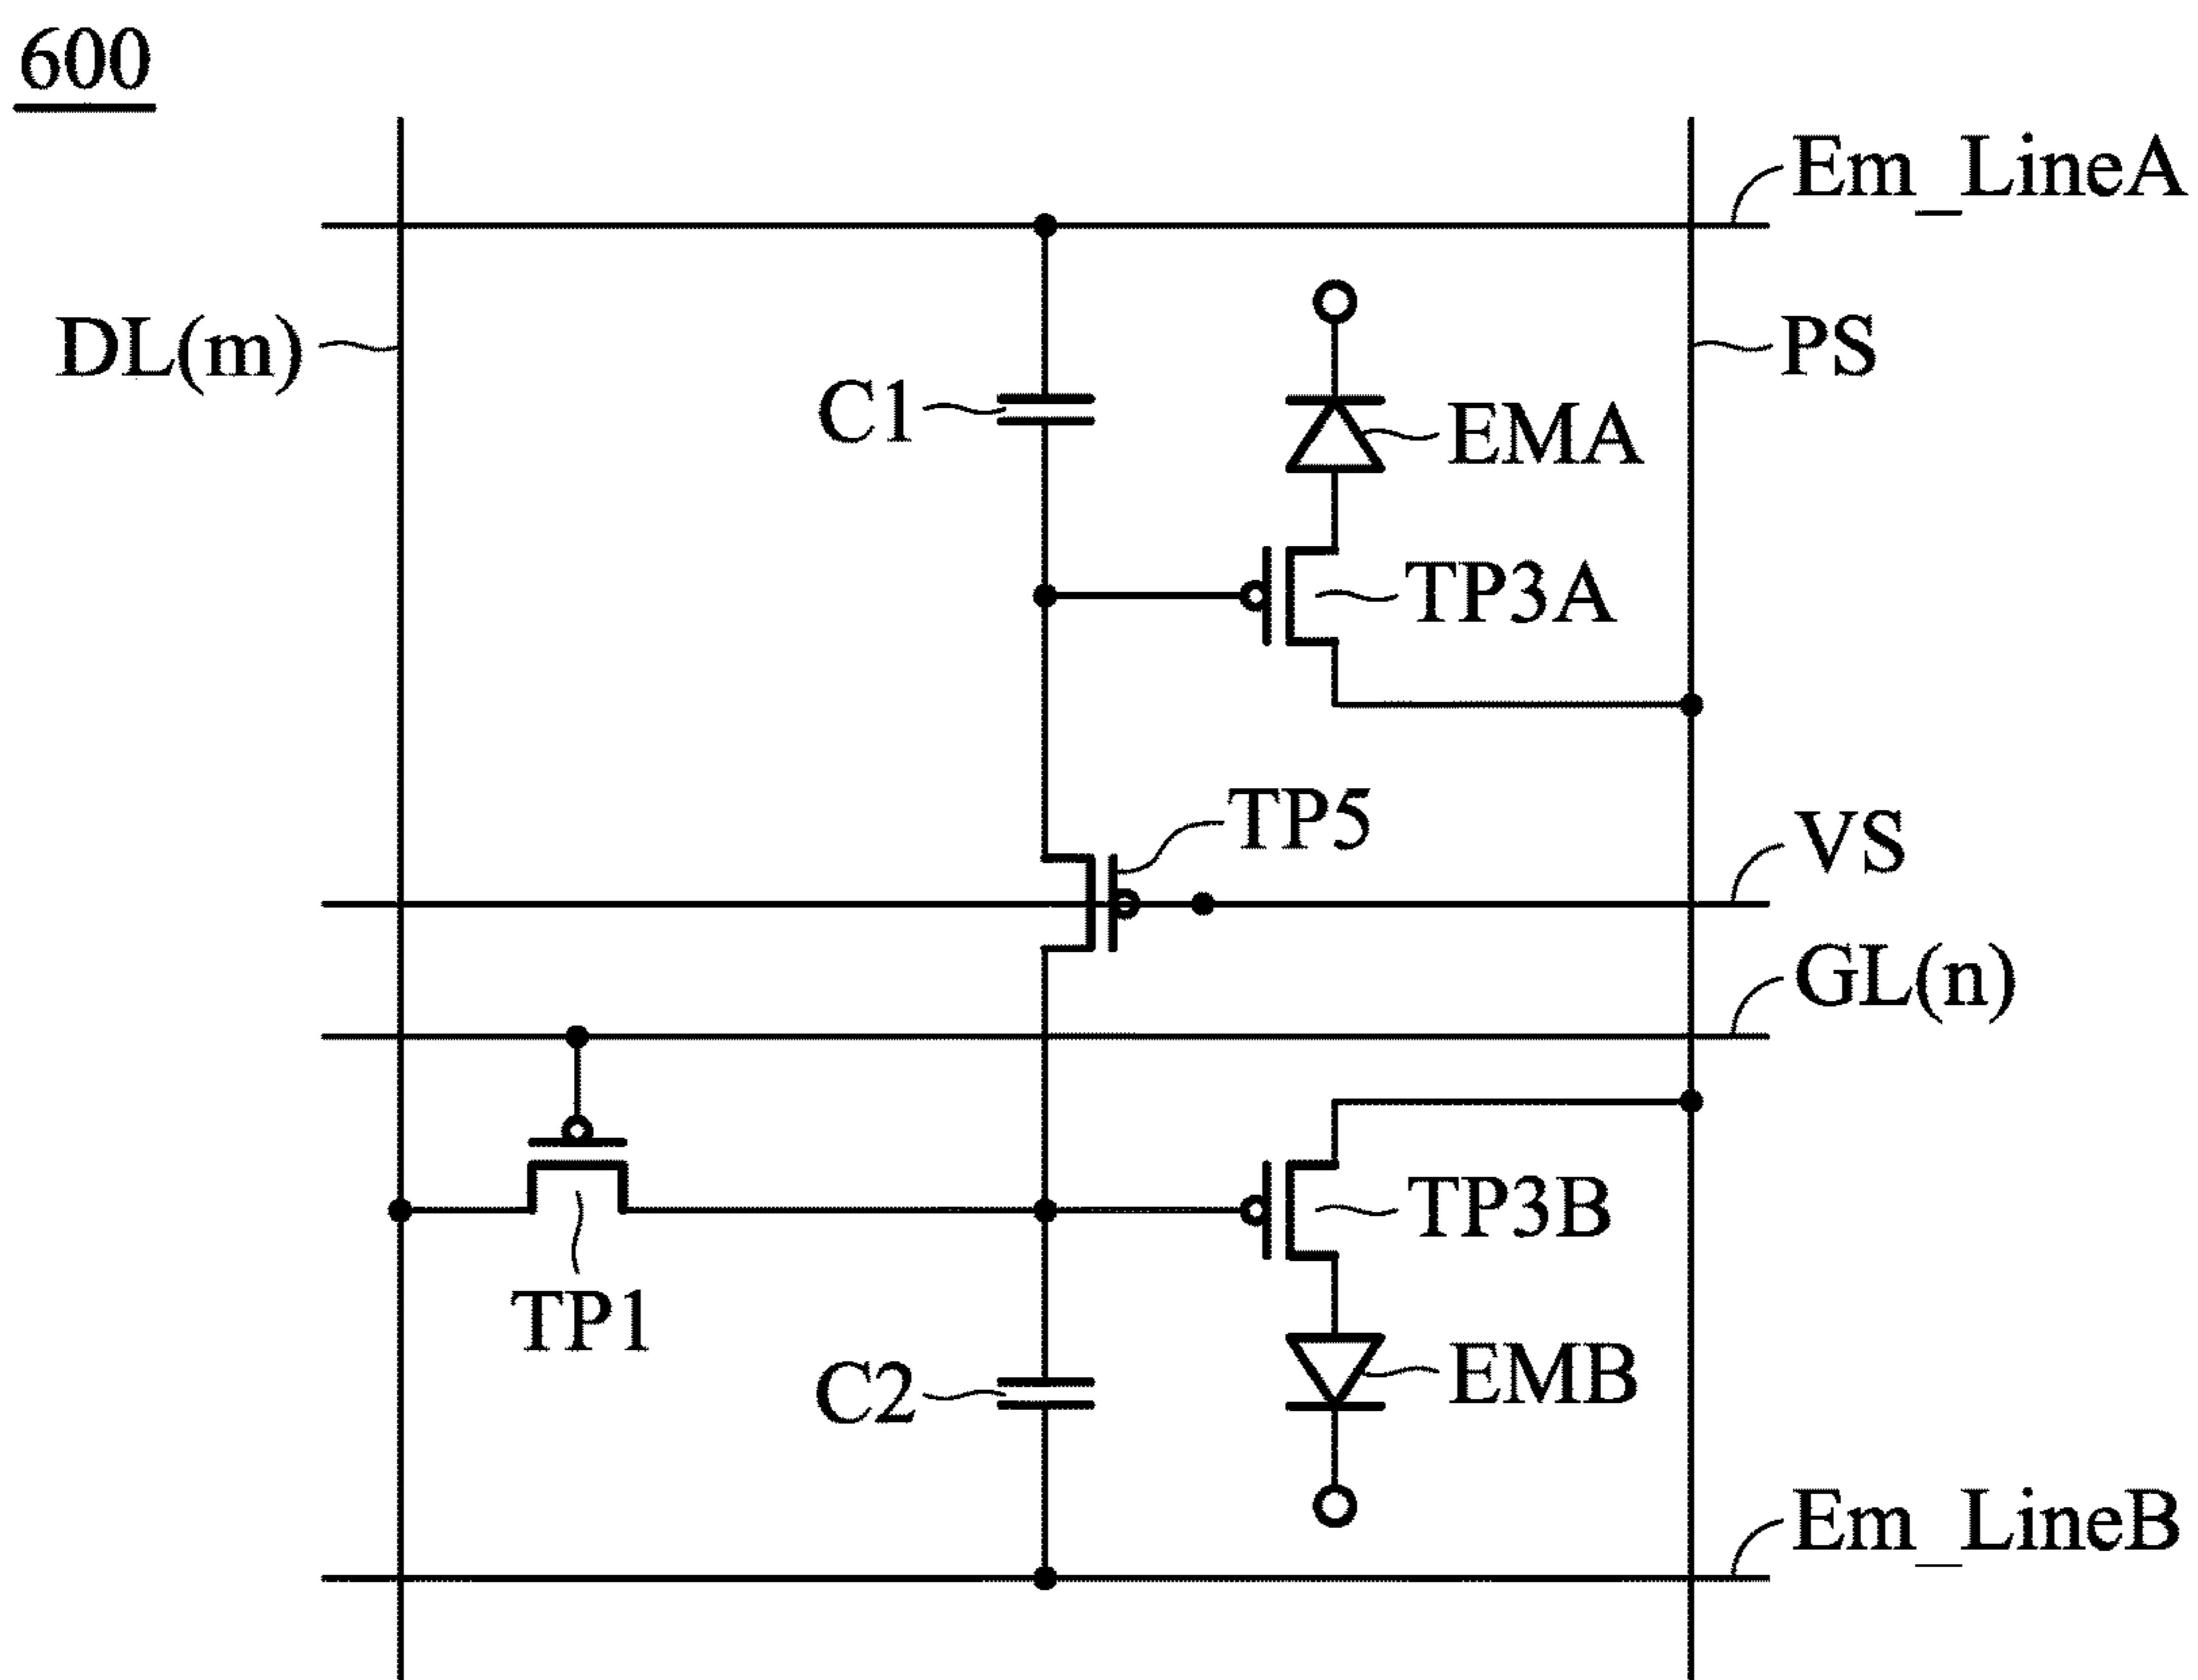 600
Em_LineA
DL(m)
PS
C1
EMA
TP3A
TP5
VS
GL(n)
TP3B
TP1
EMB
C2
Em_LineB